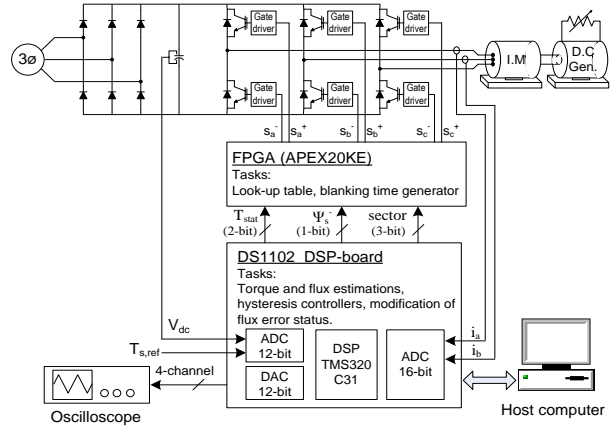 Gate
driver
Gate
driver
Gate
driver
3ø
I.M
D.C
Gen.
Gate
driver
Gate
driver
Gate
driver
Sa- Sa+ Sb- Sb+ Sc- Sc+
FPGA (APEX20KE)
Tasks:
Look-up table, blanking time generator
Tstat Ψs- sector
(2-bit) (1-bit) (3-bit)
DS1102 DSP-board
Tasks:
Torque and flux estimations,
hysteresis controllers, modification of
flux error status.
Vdc
Ts,ref
ADC
12-bit
DAC
12-bit
DSP
TMS320
C31
ADC
16-bit
ia
ib
4-channel
Oscilloscope
Host computer